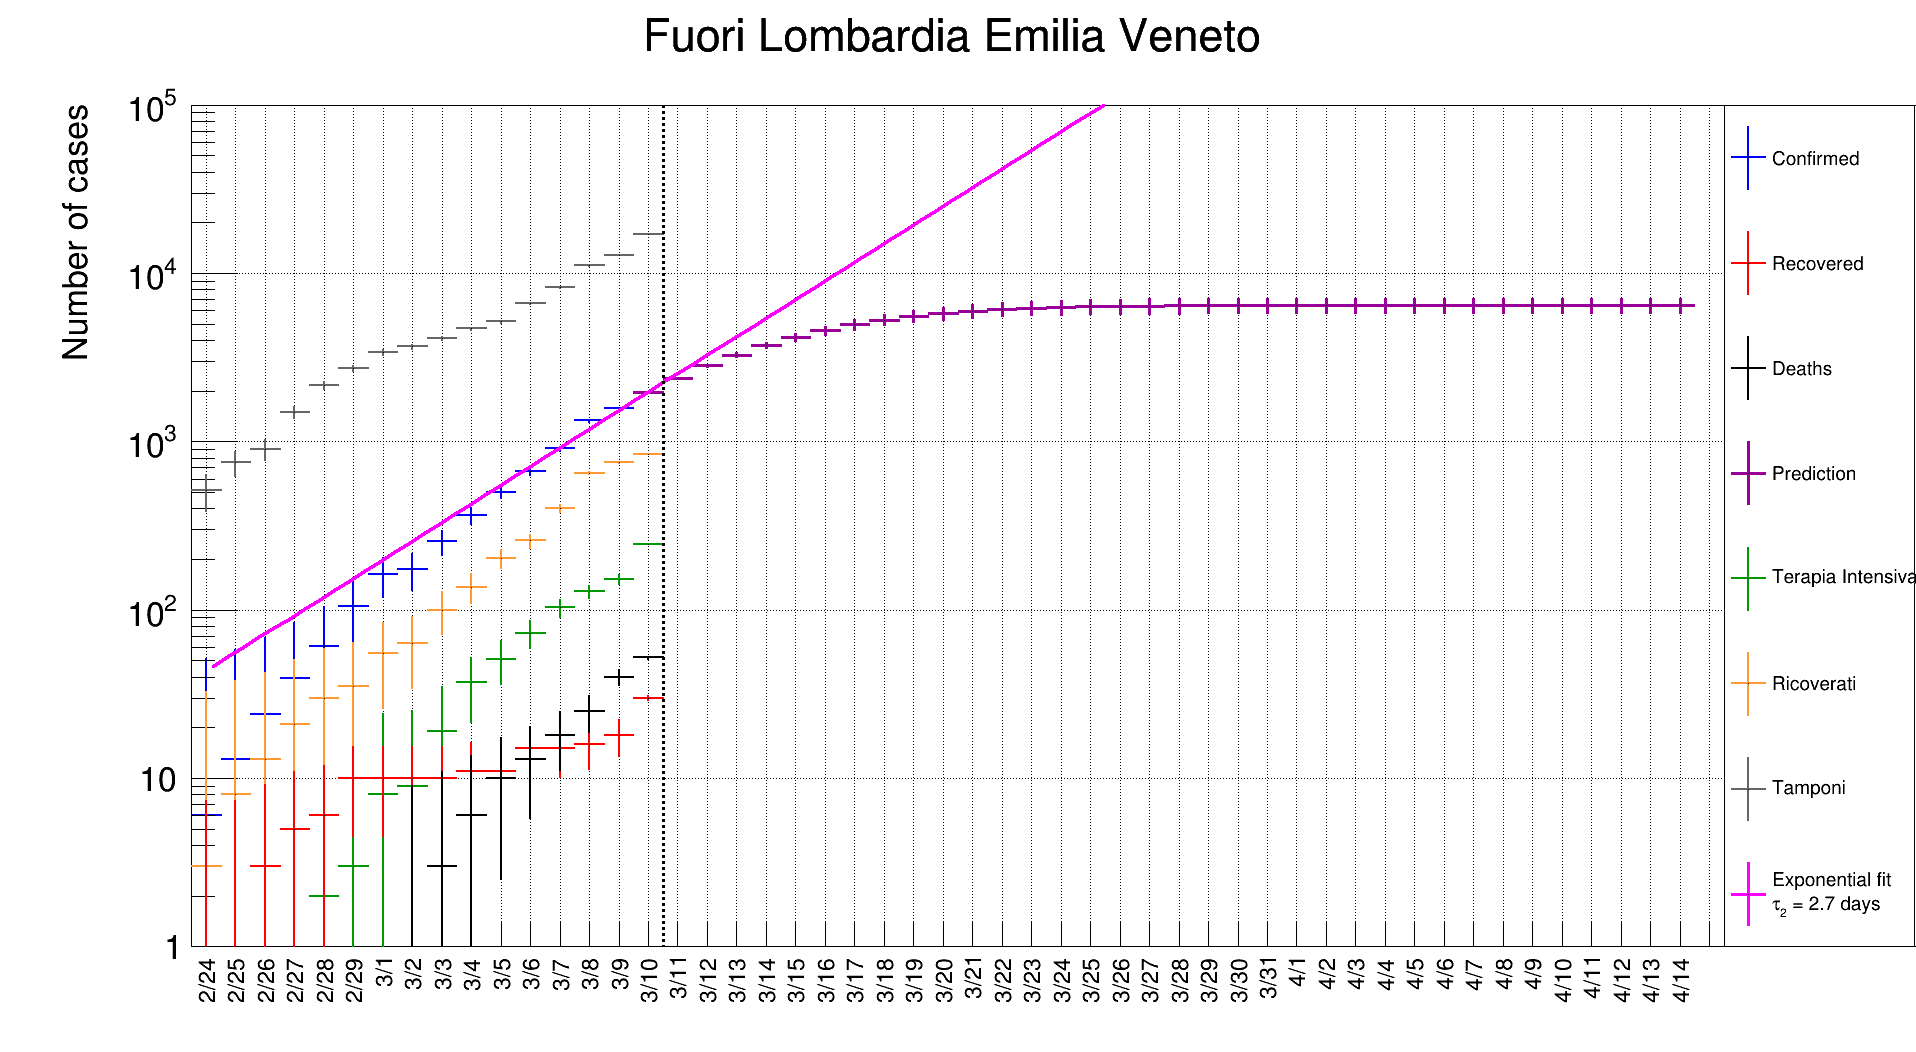 Fuori Lombardia Emilia Veneto
Number of cases
10^5
10^4
10^3
10^2
10
1
2/24 2/25 2/26 2/27 2/28 2/29 3/1 3/2 3/3 3/4 3/5 3/6 3/7 3/8 3/9 3/10 3/11 3/12 3/13 3/14 3/15 3/16 3/17 3/18 3/19 3/20 3/21 3/22 3/23 3/24 3/25 3/26 3/27 3/28 3/29 3/30 3/31 4/1 4/2 4/3 4/4 4/5 4/6 4/7 4/8 4/9 4/10 4/11 4/12 4/13 4/14
Confirmed
Recovered
Deaths
Prediction
Terapia Intensiva
Ricoverati
Tamponi
Exponential fit
τ₂ = 2.7 days